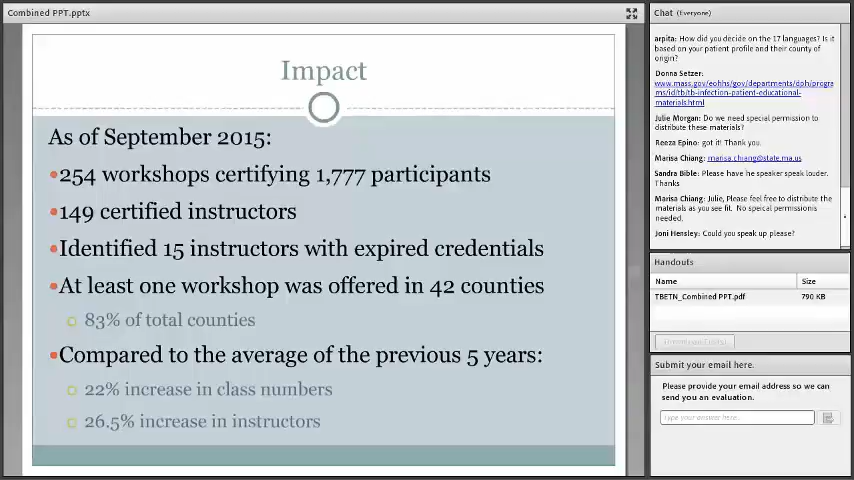 Combined PPT.pptx
Impact
As of September 2015:
•254 workshops certifying 1,777 participants
•149 certified instructors
•Identified 15 instructors with expired credentials
•At least one workshop was offered in 42 counties
83% of total counties
•Compared to the average of the previous 5 years:
22% increase in class numbers
26.5% increase in instructors
Chat (Everyone)
arpita: How did you decide on the 17 languages? Is it
based on your patient profile and their county of
origin?
Donna Setzer:
www.mass.gov/eohhs/gov/departments/dph/progra
ms/id/tb/tb-infection-patient-educational-
materials.html
Julie Morgan: Do we need special permission to
distribute these materials?
Reeza Epino: got it! Thank you.
Marisa Chiang: marisa.chiang@state.ma.us
Sandra Bible: Please have he speaker speak louder.
Thanks
Marisa Chiang: Julie, Please feel free to distribute the
materials as you see fit. No speical permissionis
needed.
Joni Hensley: Could you speak up please?
Handouts
Name Size
TBETN_Combined PPT.pdf 790 KB
Submit your email here.
Please provide your email address so we can
send you an evaluation.
Type your answer here..